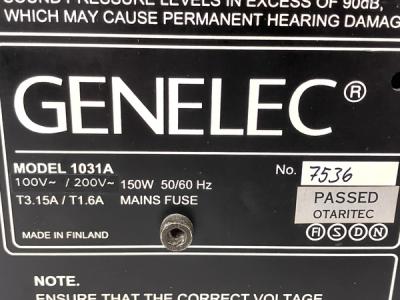 SOUND PRESSURE LEVELS IN EXCESS OF 90dB,
WHICH MAY CAUSE PERMANENT HEARING DAMAG
GENELEC®
MODEL 1031A
No. 7536
100V~ / 200V~ 150W 50/60 Hz
T3.15A / T1.6A MAINS FUSE
PASSED
OTARITEC
MADE IN FINLAND
R S D N
NOTE.
ENSURE THAT THE CORRECT VOLTAGE